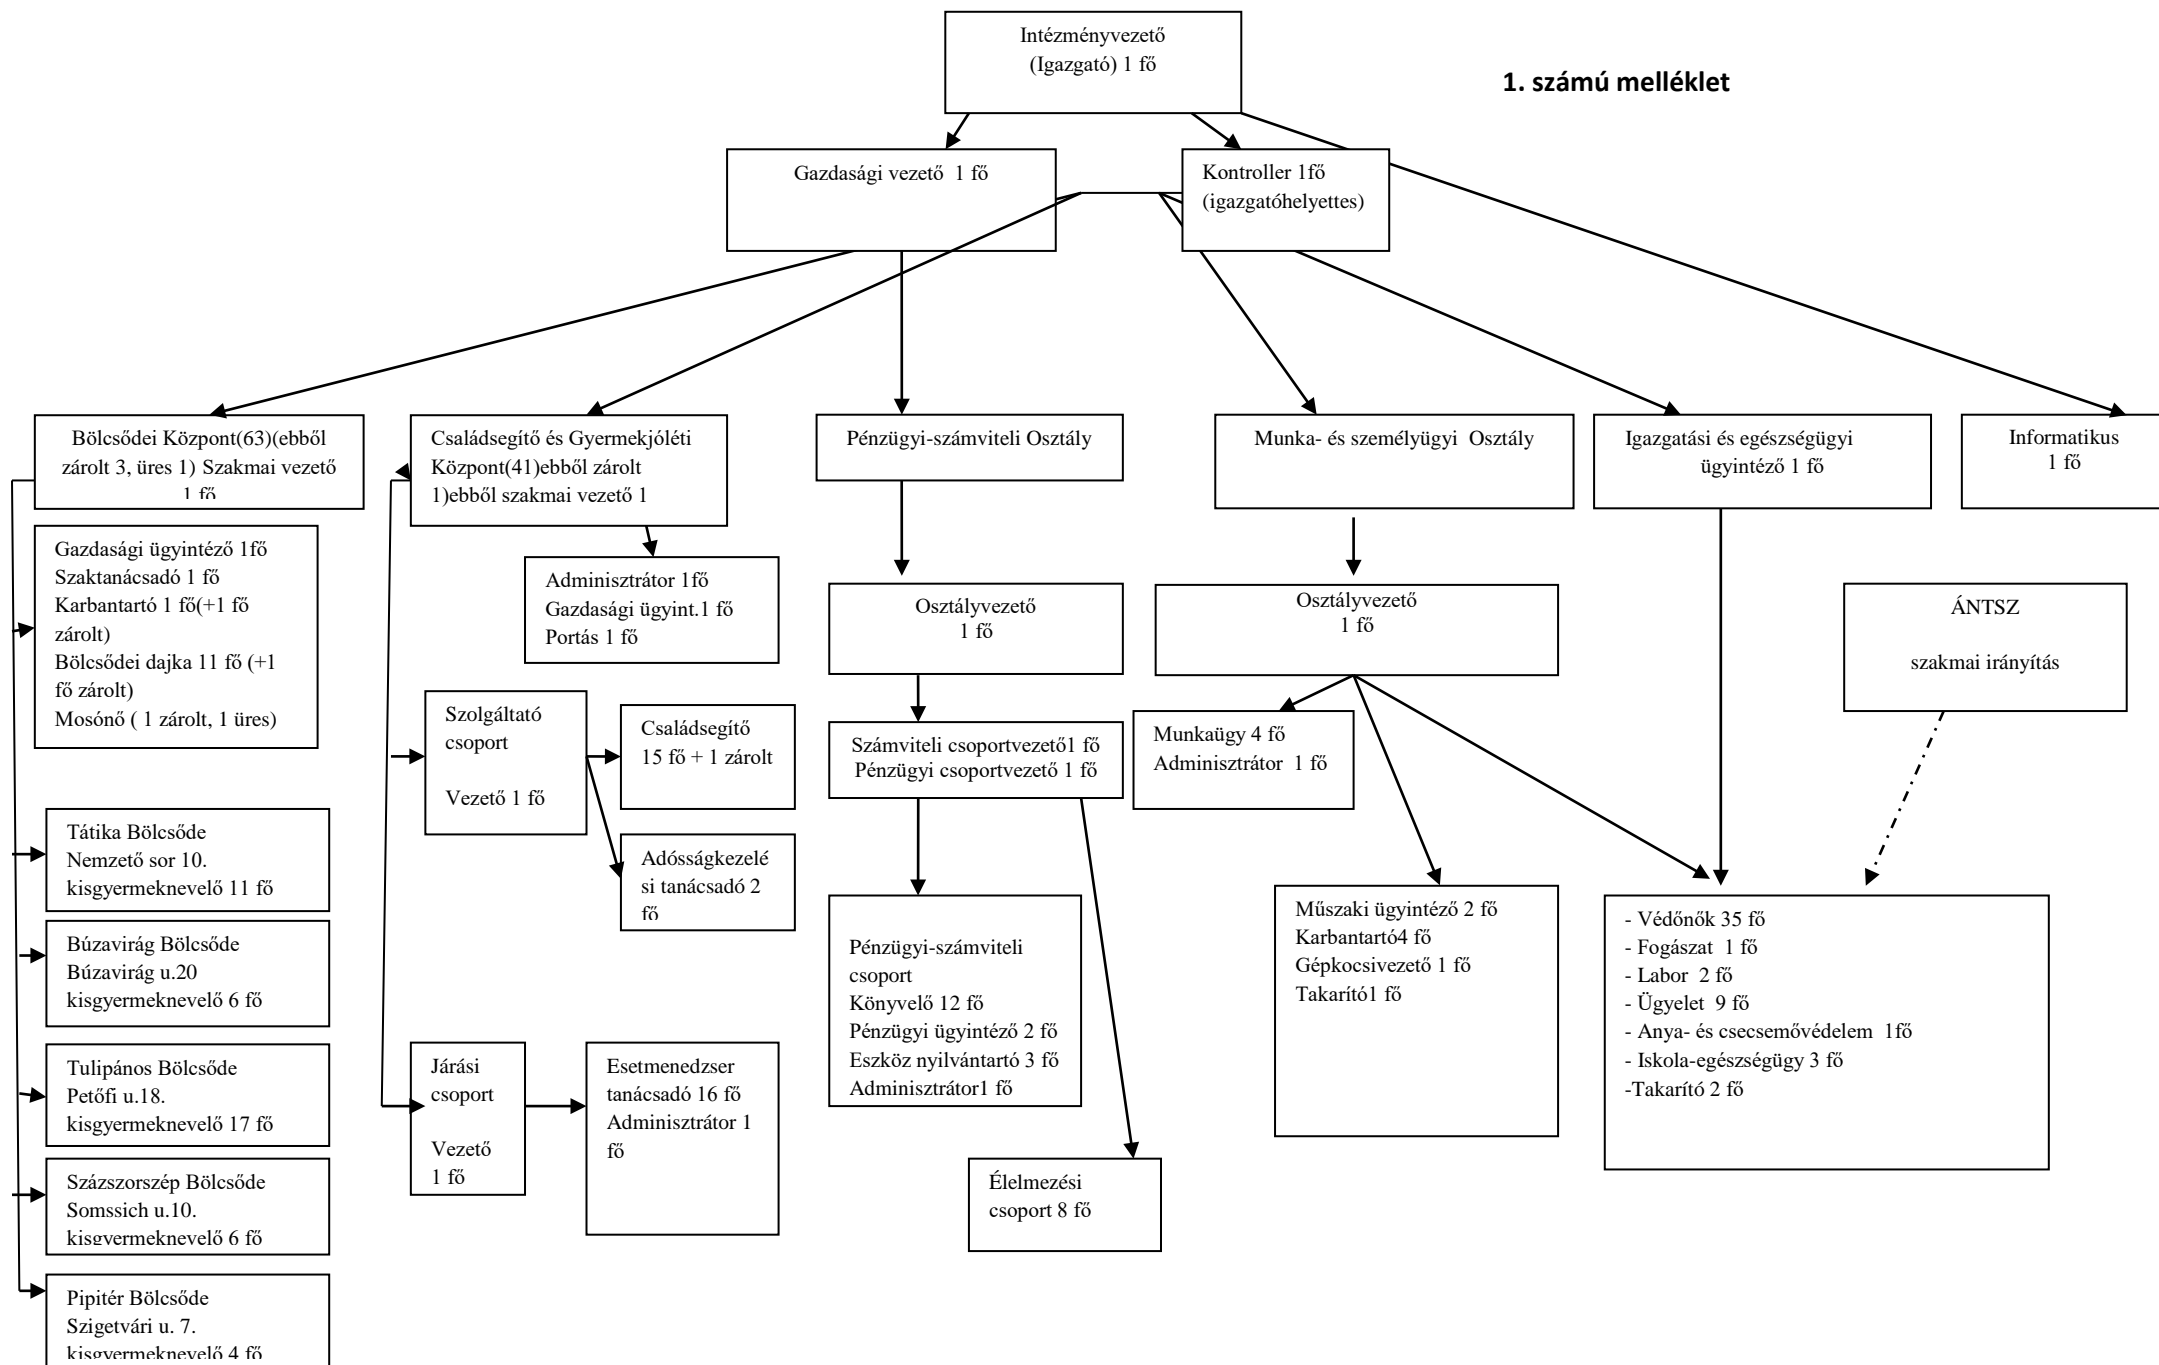 Intézményvezető
(Igazgató) 1 fő
1. számú melléklet
Gazdasági vezető 1 fő
Kontroller 1fő
(igazgatóhelyettes)
Bölcsődei Központ(63)(ebből
zárolt 3, üres 1) Szakmai vezető
1 fő
Családsegítő és Gyermekjóléti
Központ(41)ebből zárolt
1)ebből szakmai vezető 1
Pénzügyi-számviteli Osztály
Munka- és személyügyi Osztály
Igazgatási és egészségügyi
ügyintéző 1 fő
Informatikus
1 fő
Gazdasági ügyintéző 1fő
Szaktanácsadó 1 fő
Karbantartó 1 fő(+1 fő
zárolt)
Bölcsődei dajka 11 fő (+1
fő zárolt)
Mosónő ( 1 zárolt, 1 üres)
Adminisztrátor 1fő
Gazdasági ügyint.1 fő
Portás 1 fő
Osztályvezető
1 fő
Osztályvezető
1 fő
ÁNTSZ
szakmai irányítás
Szolgáltató
csoport
Vezető 1 fő
Családsegítő
15 fő + 1 zárolt
Számviteli csoportvezető1 fő
Pénzügyi csoportvezető 1 fő
Munkaügy 4 fő
Adminisztrátor 1 fő
Tátika Bölcsőde
Nemzető sor 10.
kisgyermeknevelő 11 fő
Adósságkezelé
si tanácsadó 2
fő
Búzavirág Bölcsőde
Búzavirág u.20
kisgyermeknevelő 6 fő
Pénzügyi-számviteli
csoport
Könyvelő 12 fő
Pénzügyi ügyintéző 2 fő
Eszköz nyilvántartó 3 fő
Adminisztrátor1 fő
Műszaki ügyintéző 2 fő
Karbantartó4 fő
Gépkocsivezető 1 fő
Takarító1 fő
- Védőnők 35 fő
- Fogászat 1 fő
- Labor 2 fő
- Ügyelet 9 fő
- Anya- és csecsemővédelem 1fő
- Iskola-egészségügy 3 fő
-Takarító 2 fő
Tulipános Bölcsőde
Petőfi u.18.
kisgyermeknevelő 17 fő
Járási
csoport
Vezető
1 fő
Esetmenedzser
tanácsadó 16 fő
Adminisztrátor 1
fő
Százszorszép Bölcsőde
Somssich u.10.
kisgyermeknevelő 6 fő
Élelmezési
csoport 8 fő
Pipitér Bölcsőde
Szigetvári u. 7.
kisgyermeknevelő 4 fő